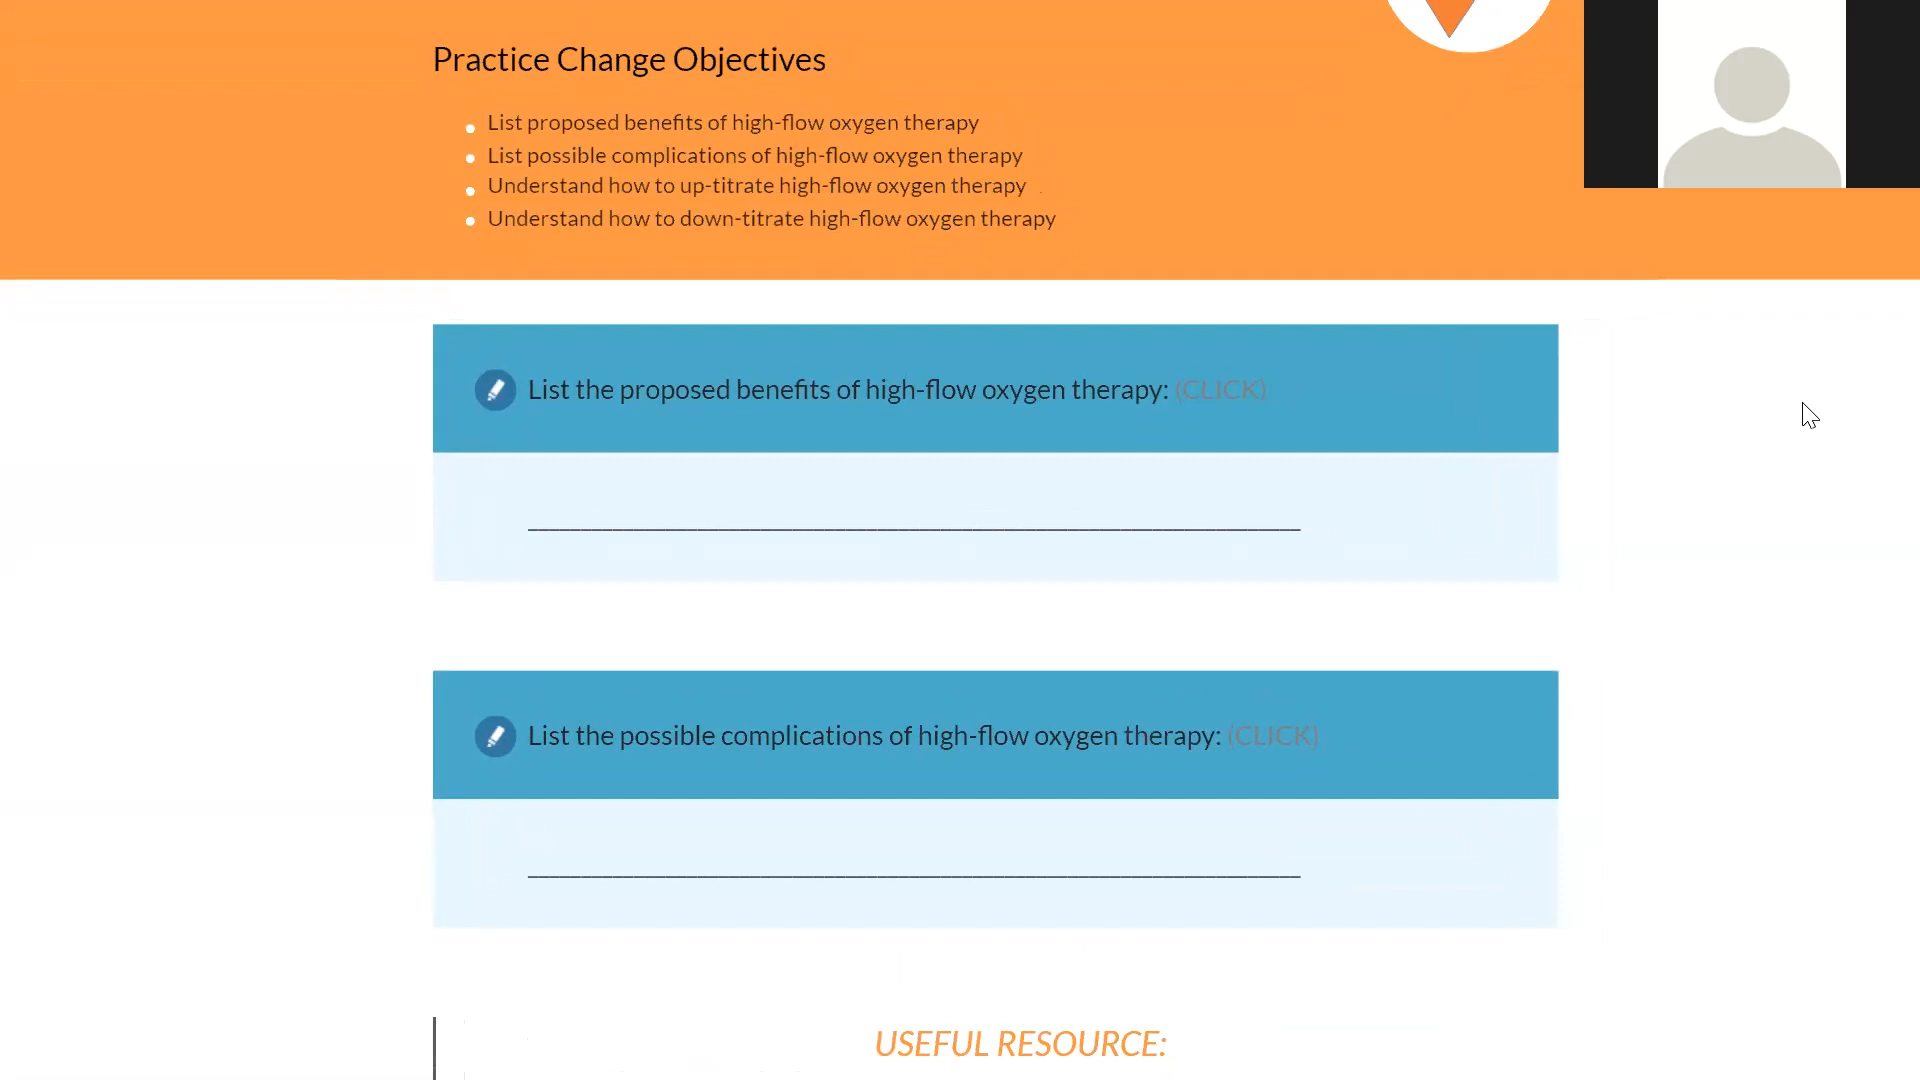 Practice Change Objectives
List proposed benefits of high-flow oxygen therapy
List possible complications of high-flow oxygen therapy
Understand how to up-titrate high-flow oxygen therapy
Understand how to down-titrate high-flow oxygen therapy
List the proposed benefits of high-flow oxygen therapy: (CLICK)
List the possible complications of high-flow oxygen therapy: (CLICK)
USEFUL RESOURCE: